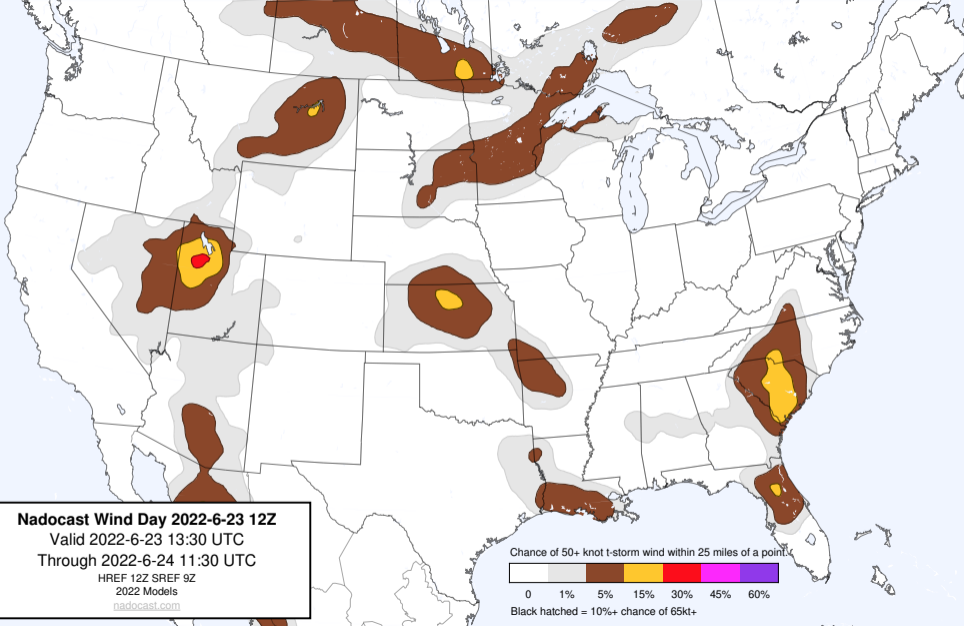 Nadocast Wind Day 2022-6-23 12Z
Valid 2022-6-23 13:30 UTC
Through 2022-6-24 11:30 UTC
HREF 12Z SREF 9Z
2022 Models
nadocast.com
Chance of 50+ knot t-storm wind within 25 miles of a point.
0 1% 5% 15% 30% 45% 60%
Black hatched = 10%+ chance of 65kt+